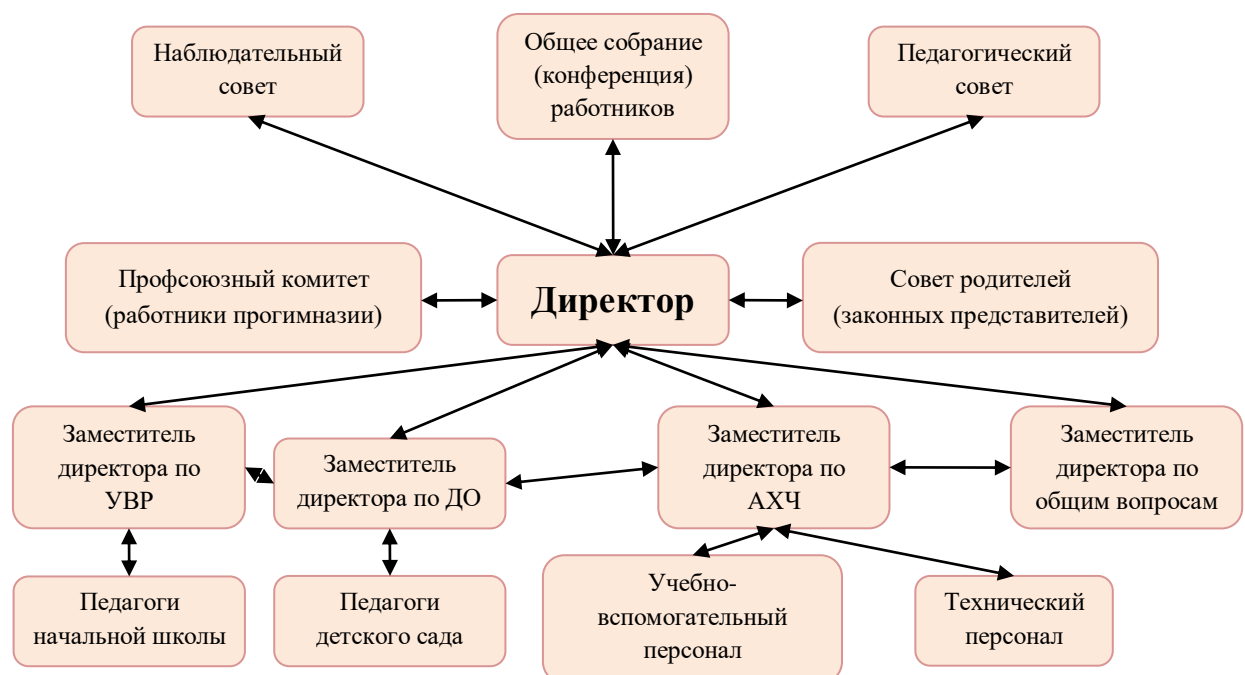 Наблюдательный
совет
Общее собрание
(конференция)
работников
Педагогический
совет
Профсоюзный комитет
(работники прогимназии)
Директор
Совет родителей
(законных представителей)
Заместитель
директора по
УВР
Заместитель
директора по ДО
Заместитель
директора по
АХЧ
Заместитель
директора по
общим вопросам
Педагоги
начальной школы
Педагоги
детского сада
Учебно-
вспомогательный
персонал
Технический
персонал